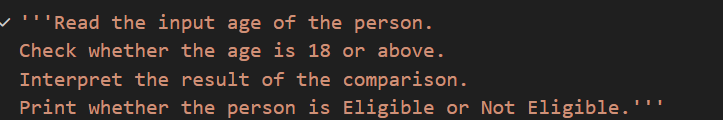 '''Read the input age of the person.
Check whether the age is 18 or above.
Interpret the result of the comparison.
Print whether the person is Eligible or Not Eligible.'''